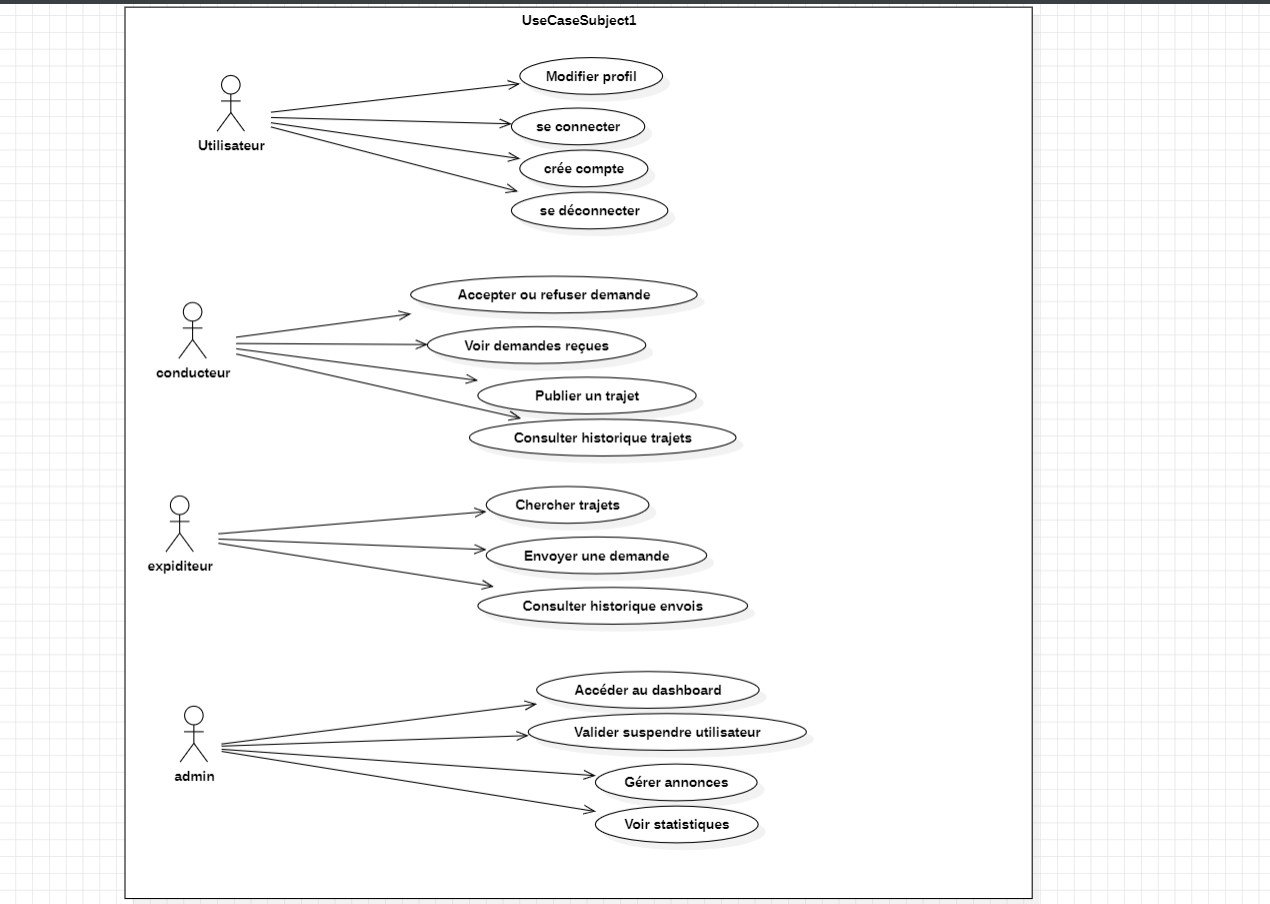 UseCaseSubject1
Modifier profil
se connecter
Utilisateur
crée compte
se déconnecter
Accepter ou refuser demande
Voir demandes reçues
conducteur
Publier un trajet
Consulter historique trajets
Chercher trajets
Envoyer une demande
expiditeur
Consulter historique envois
Accéder au dashboard
Valider suspendre utilisateur
admin
Gérer annonces
Voir statistiques